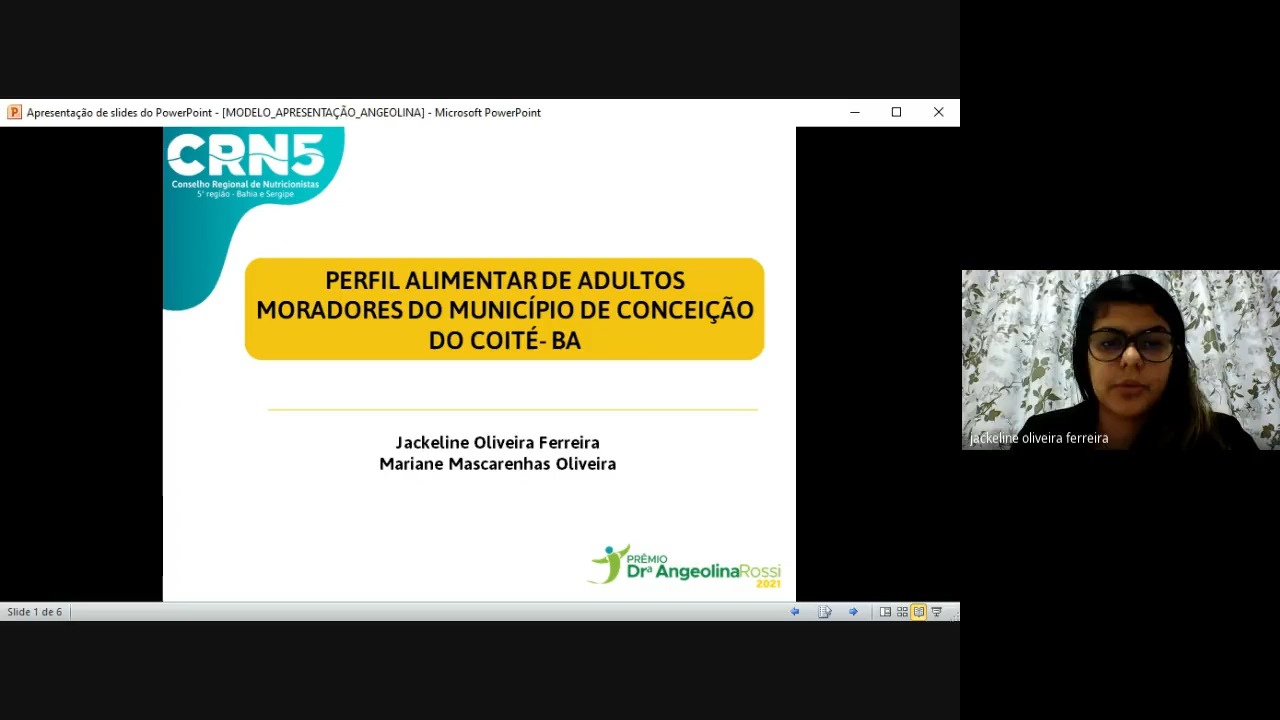 Apresentação de slides do PowerPoint - [MODELO_APRESENTAÇÃO_ANGEOLINA] - Microsoft PowerPoint
CRN5
Conselho Regional de Nutricionistas
5ª região - Bahia e Sergipe
PERFIL ALIMENTAR DE ADULTOS
MORADORES DO MUNICÍPIO DE CONCEIÇÃO
DO COITÉ- BA
Jackeline Oliveira Ferreira
Mariane Mascarenhas Oliveira
PRÊMIO
Drª AngeolinaRossi
2021
Slide 1 de 6
jackeline oliveira ferreira